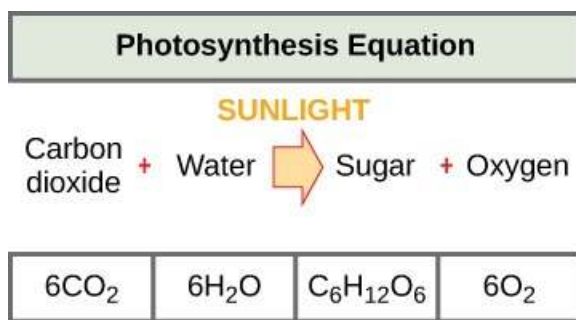 Photosynthesis Equation
SUNLIGHT
Carbon dioxide + Water Sugar + Oxygen
6CO₂ 6H₂O C₆H₁₂O₆ 6O₂